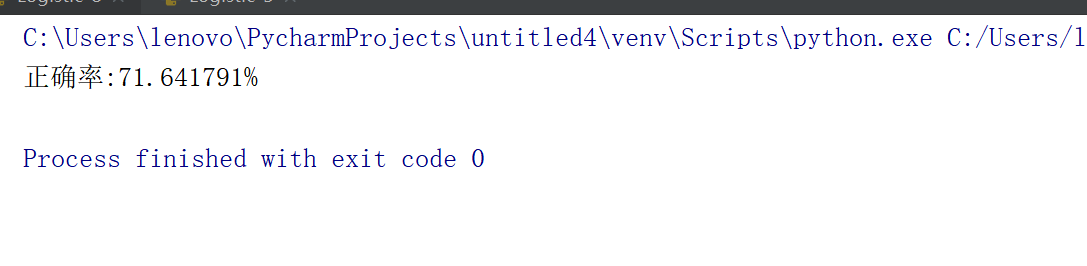 C:\Users\lenovo\PycharmProjects\untitled4\venv\Scripts\python.exe C:/Users/l
正确率:71.641791%
Process finished with exit code 0